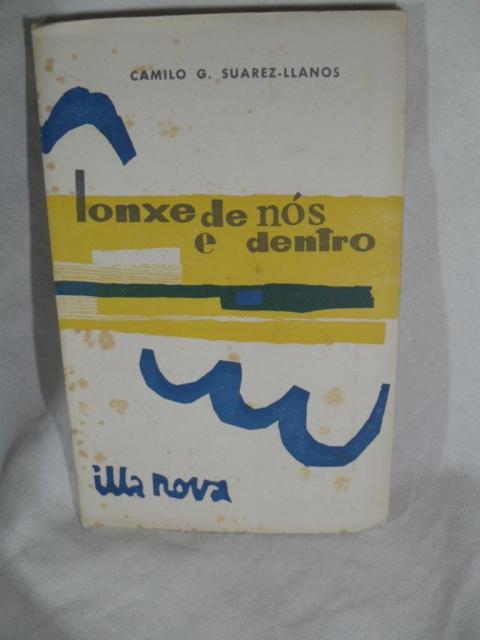 CAMILO G. SUAREZ-LLANOS
lonxe de nós
e dentro
illa nova